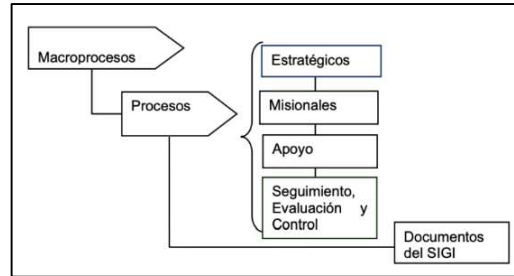 Macroprocesos
Procesos
Estratégicos
Misionales
Apoyo
Seguimiento,
Evaluación y
Control
Documentos
del SIGI